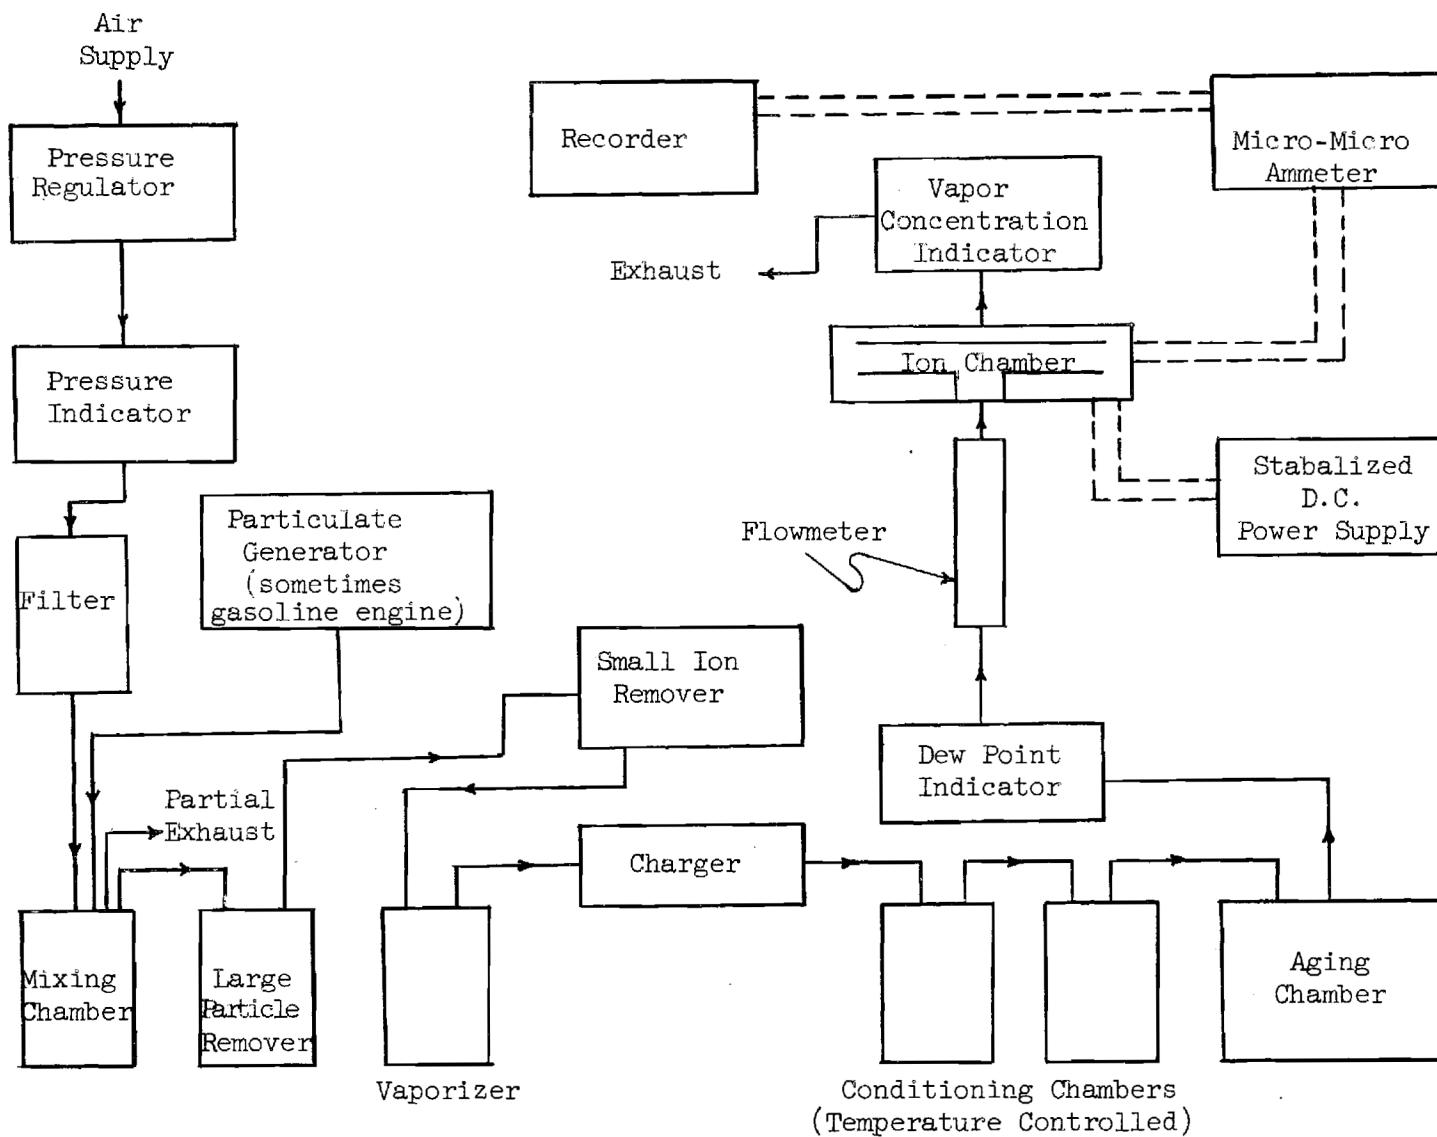 Air
Supply
Pressure
Regulator
Pressure
Indicator
Filter
Particulate
Generator
(sometimes
gasoline engine)
Partial
Exhaust
Mixing
Chamber
Large
Particle
Remover
Small Ion
Remover
Vaporizer
Charger
Conditioning Chambers
(Temperature Controlled)
Aging
Chamber
Dew Point
Indicator
Flowmeter
Ion Chamber
Vapor
Concentration
Indicator
Exhaust
Stabalized
D.C.
Power Supply
Micro-Micro
Ammeter
Recorder